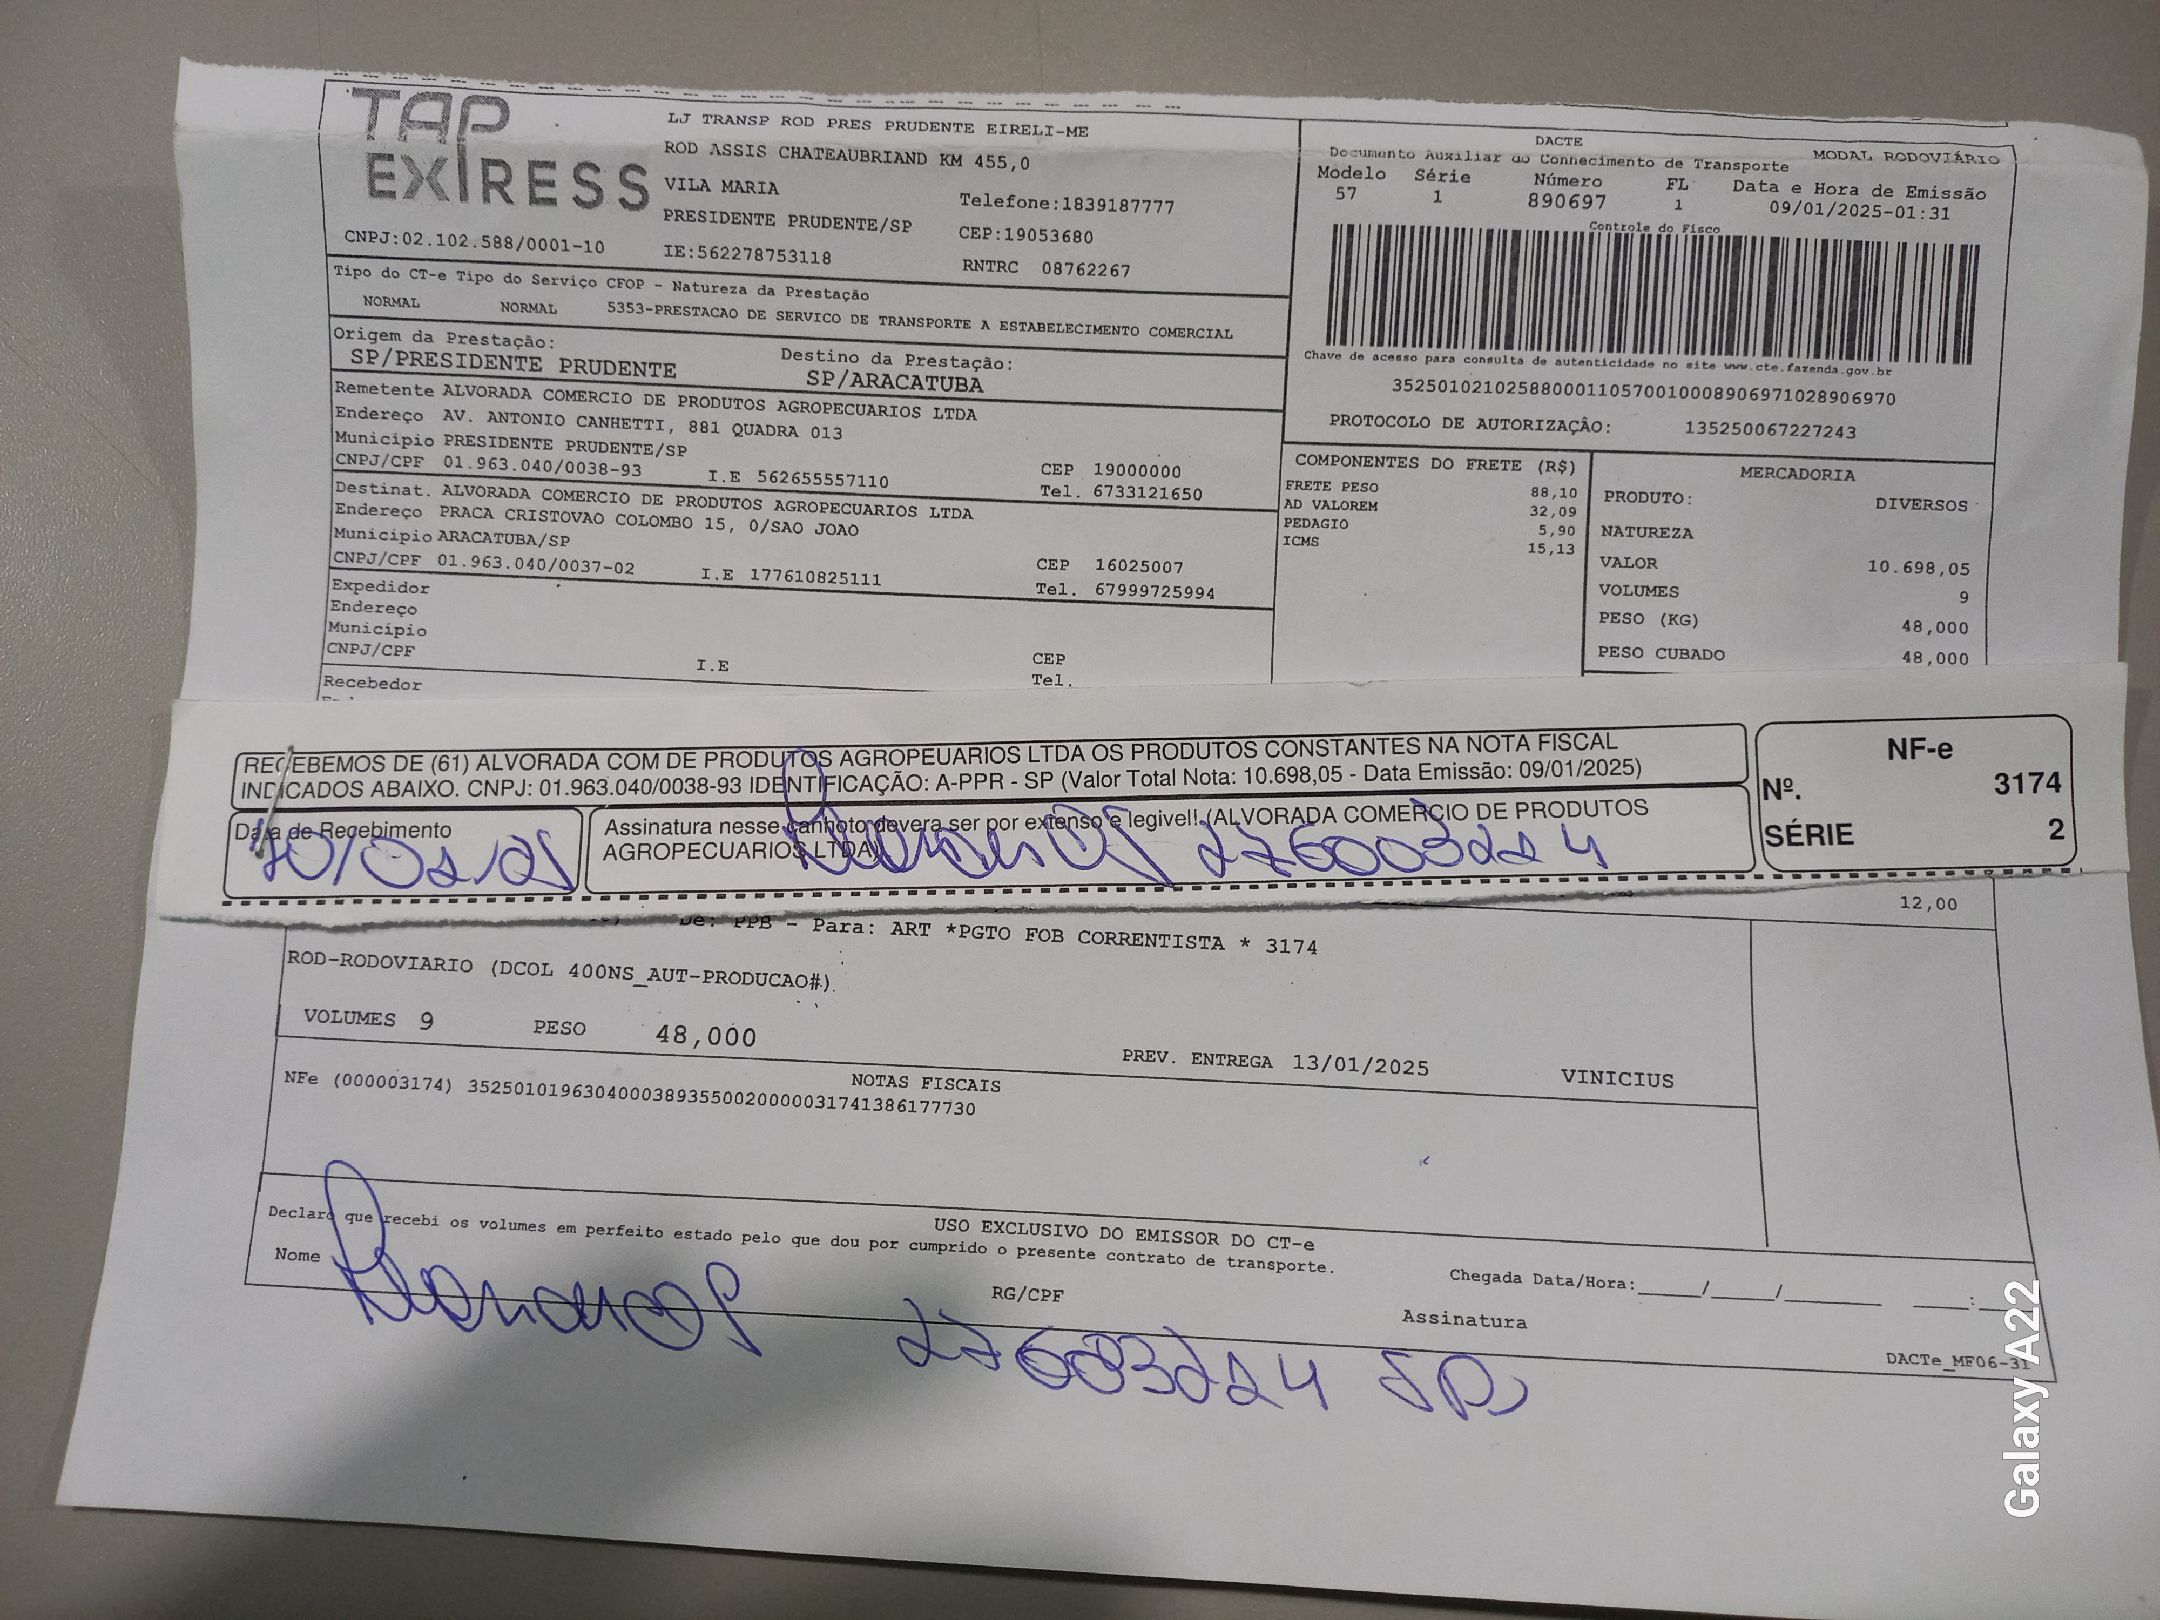 TAP EXIRESS
LJ TRANSP ROD PRES PRUDENTE EIRELI-ME
ROD ASSIS CHATEAUBRIAND KM 455,0
VILA MARIA
Telefone:1839187777
PRESIDENTE PRUDENTE/SP CEP:19053680
CNPJ:02.102.588/0001-10 IE:562278753118 RNTRC 08762267
DACTE
Documento Auxiliar do Conhecimento de Transporte MODAL RODOVIÁRIO
Modelo Série Número FL Data e Hora de Emissão
57 1 890697 1 09/01/2025-01:31
Controle do Fisco
Chave de acesso para consulta de autenticidade no site www.cte.fazenda.gov.br
35250102102588000110570010008906971028906970
PROTOCOLO DE AUTORIZAÇÃO: 135250067227243
Tipo do CT-e Tipo do Serviço CFOP - Natureza da Prestação
NORMAL NORMAL 5353-PRESTACAO DE SERVICO DE TRANSPORTE A ESTABELECIMENTO COMERCIAL
Origem da Prestação: Destino da Prestação:
SP/PRESIDENTE PRUDENTE SP/ARACATUBA
Remetente ALVORADA COMERCIO DE PRODUTOS AGROPECUARIOS LTDA
Endereço AV. ANTONIO CANHETTI, 881 QUADRA 013
Município PRESIDENTE PRUDENTE/SP CEP 19000000
CNPJ/CPF 01.963.040/0038-93 I.E 562655557110 Tel. 6733121650
Destinat. ALVORADA COMERCIO DE PRODUTOS AGROPECUARIOS LTDA
Endereço PRACA CRISTOVAO COLOMBO 15, 0/SAO JOAO
Município ARACATUBA/SP CEP 16025007
CNPJ/CPF 01.963.040/0037-02 I.E 177610825111 Tel. 67999725994
Expedidor
Endereço
Município
CNPJ/CPF I.E CEP
Tel.
Recebedor
COMPONENTES DO FRETE (R$)
FRETE PESO 88,10
AD VALOREM 32,09
PEDAGIO 5,90
ICMS 15,13
MERCADORIA
PRODUTO: DIVERSOS
NATUREZA
VALOR 10.698,05
VOLUMES 9
PESO (KG) 48,000
PESO CUBADO 48,000
RECEBEMOS DE (61) ALVORADA COM DE PRODUTOS AGROPEUARIOS LTDA OS PRODUTOS CONSTANTES NA NOTA FISCAL
INDICADOS ABAIXO. CNPJ: 01.963.040/0038-93 IDENTIFICAÇÃO: A-PPR - SP (Valor Total Nota: 10.698,05 - Data Emissão: 09/01/2025)
Data de Recebimento
10/01/25
Assinatura nesse canhoto devera ser por extenso e legivel! (ALVORADA COMERCIO DE PRODUTOS
AGROPECUARIOS LTDA)
276003224
NF-e
Nº. 3174
SÉRIE 2
12,00
De: PPB - Para: ART *PGTO FOB CORRENTISTA * 3174
ROD-RODOVIARIO (DCOL 400NS_AUT-PRODUCAO#).
VOLUMES 9 PESO 48,000
PREV. ENTREGA 13/01/2025 VINICIUS
NOTAS FISCAIS
NFe (000003174) 35250101963040003893550020000031741386177730
USO EXCLUSIVO DO EMISSOR DO CT-e
Declaro que recebi os volumes em perfeito estado pelo que dou por cumprido o presente contrato de transporte.
Nome RG/CPF Assinatura Chegada Data/Hora:_____/_____/________ ____:
276003224 SP
DACTe_MF06-31
Galaxy A22